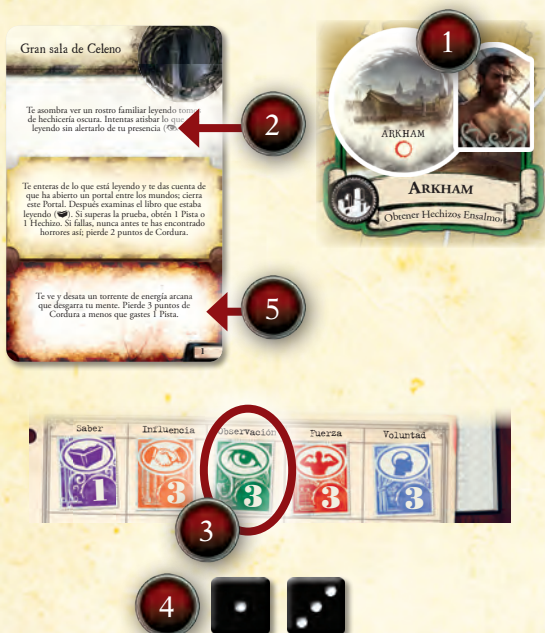 Gran sala de Celeno
Te asombra ver un rostro familiar leyendo tomos
de hechicería oscura. Intentas atisbar lo que
leyendo sin alertarlo de tu presencia (
2
Te enteras de lo que está leyendo y te das cuenta de
que ha abierto un portal entre los mundos; cierra
este Portal. Después examinas el libro que estaba
leyendo ( ). Si superas la prueba, obtén 1 Pista o
1 Hechizo. Si fallas, nunca antes te has encontrado
horrores así; pierde 2 puntos de Cordura.
Te ve y desata un torrente de energía arcana
que desgarra tu mente. Pierde 3 puntos de
Cordura a menos que gastes 1 Pista.
5
1
1
ARKHAM
ARKHAM
Obtener Hechizos Ensalmo
Saber Influencia Observación Fuerza Voluntad
1 3 3 3 3
3
4